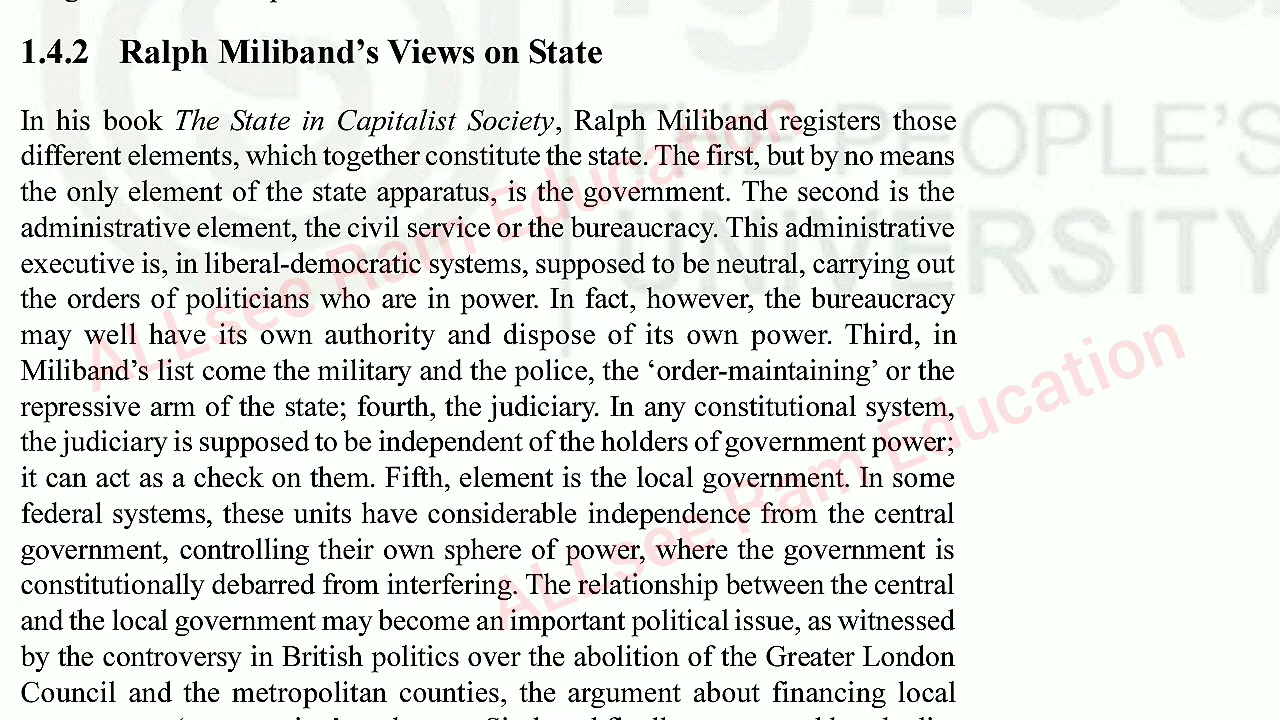 1.4.2 Ralph Miliband’s Views on State
In his book The State in Capitalist Society, Ralph Miliband registers those
different elements, which together constitute the state. The first, but by no means
the only element of the state apparatus, is the government. The second is the
administrative element, the civil service or the bureaucracy. This administrative
executive is, in liberal-democratic systems, supposed to be neutral, carrying out
the orders of politicians who are in power. In fact, however, the bureaucracy
may well have its own authority and dispose of its own power. Third, in
Miliband’s list come the military and the police, the ‘order-maintaining’ or the
repressive arm of the state; fourth, the judiciary. In any constitutional system,
the judiciary is supposed to be independent of the holders of government power;
it can act as a check on them. Fifth, element is the local government. In some
federal systems, these units have considerable independence from the central
government, controlling their own sphere of power, where the government is
constitutionally debarred from interfering. The relationship between the central
and the local government may become an important political issue, as witnessed
by the controversy in British politics over the abolition of the Greater London
Council and the metropolitan counties, the argument about financing local
THE PEOPLE’S
UNIVERSITY
ALLsee Ram Education
ALLsee Ram Education